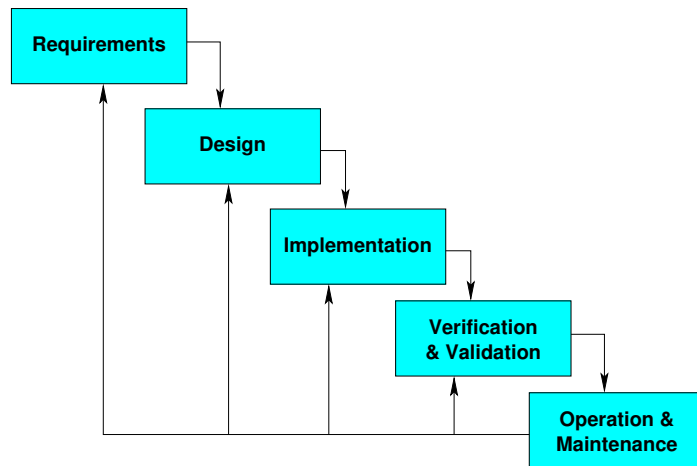 Requirements
Design
Implementation
Verification
& Validation
Operation &
Maintenance